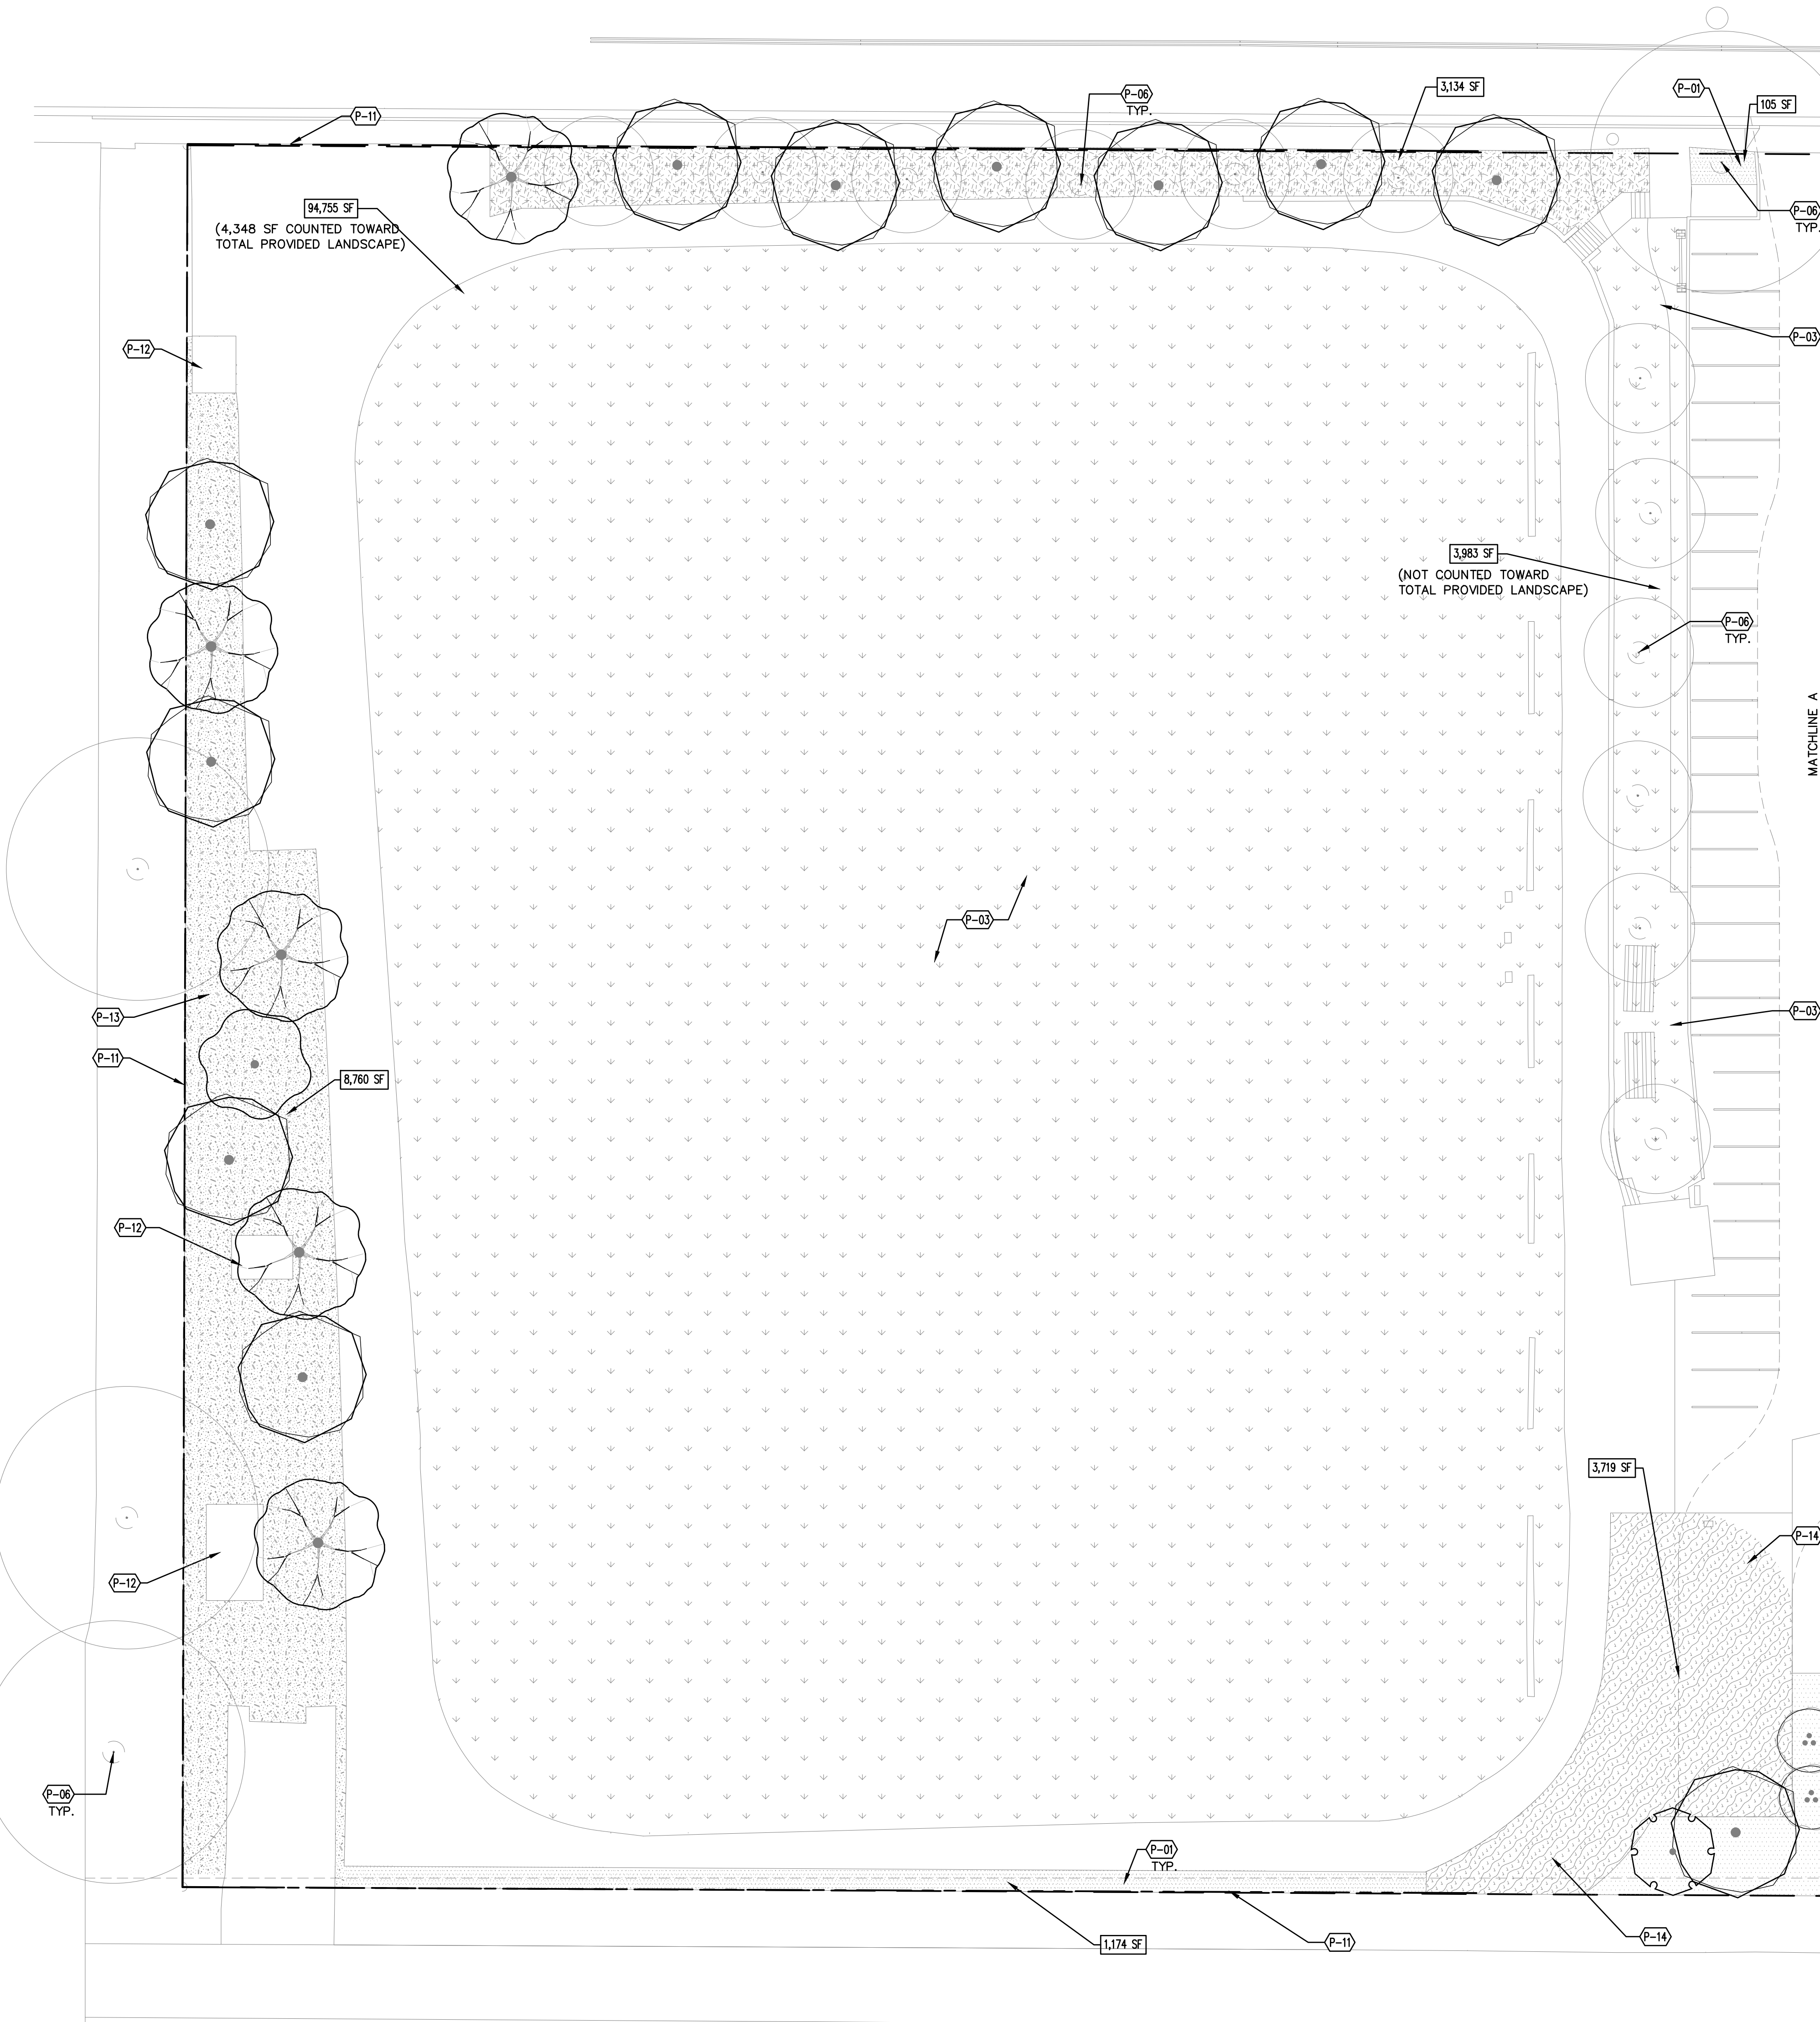 P-01
P-06
TYP.
3,134 SF
105 SF
P-11
94,755 SF
(4,348 SF COUNTED TOWARD
TOTAL PROVIDED LANDSCAPE)
P-06
TYP.
P-03
P-12
3,983 SF
(NOT COUNTED TOWARD
TOTAL PROVIDED LANDSCAPE)
P-06
TYP.
MATCHLINE A
P-03
P-13
P-03
P-11
8,760 SF
P-12
3,719 SF
P-14
P-12
P-06
TYP.
P-01
TYP.
1,174 SF
P-11
P-14